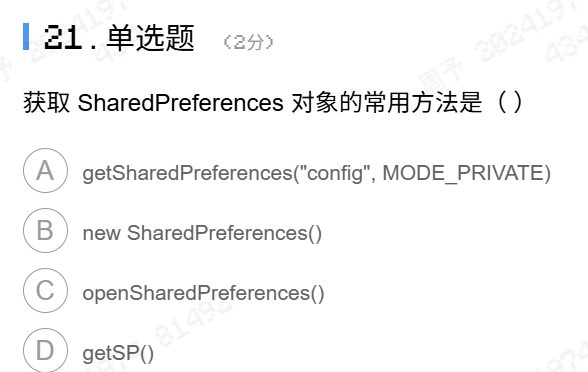 21.单选题 （2分）
获取 SharedPreferences 对象的常用方法是（ ）
A getSharedPreferences("config", MODE_PRIVATE)
B new SharedPreferences()
C openSharedPreferences()
D getSP()